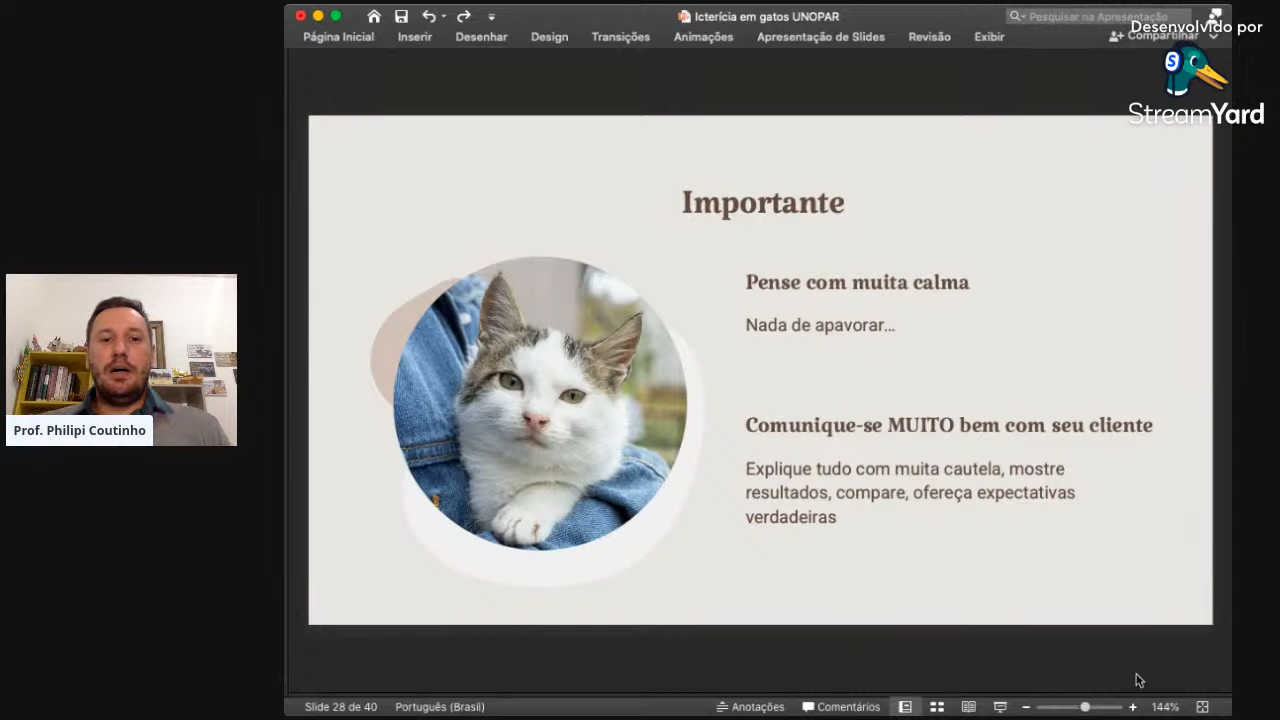 Icterícia em gatos UNOPAR
Pesquisar na Apresentação
Desenvolvido por
Página Inicial
Inserir
Desenhar
Design
Transições
Animações
Apresentação de Slides
Revisão
Exibir
Compartilhar
S
StreamYard
Importante
Pense com muita calma
Nada de apavorar...
Comunique-se MUITO bem com seu cliente
Explique tudo com muita cautela, mostre
resultados, compare, ofereça expectativas
verdadeiras
Prof. Philipi Coutinho
Slide 28 de 40
Português (Brasil)
Anotações
Comentários
144%